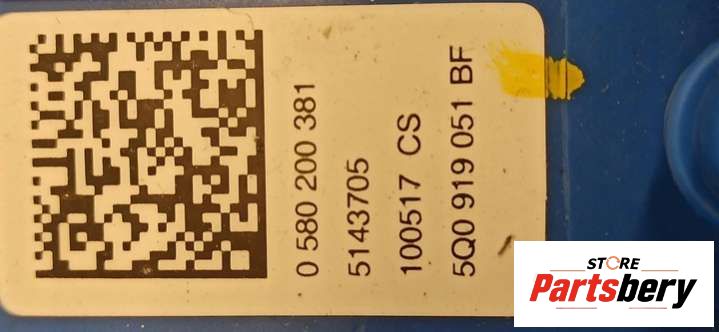 0 580 200 381
5143705
100517 CS
5Q0 919 051 BF
STORE
Partsbery